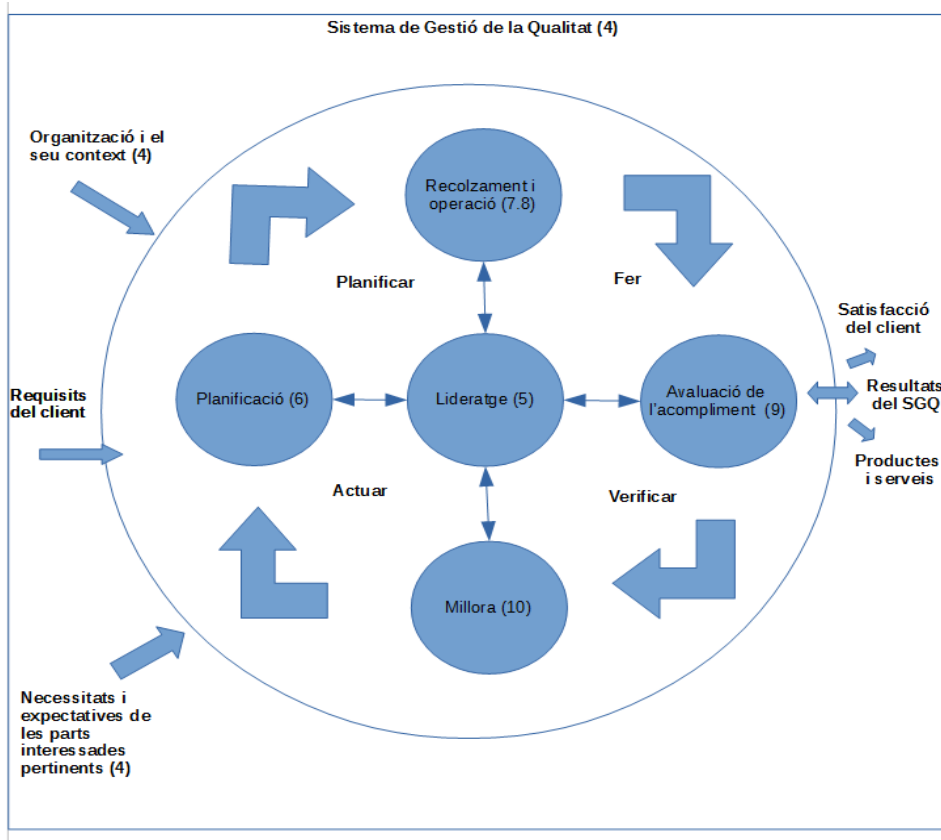 Sistema de Gestió de la Qualitat (4)
Organització i el
seu context (4)
Recolzament i
operació (7.8)
Planificar
Fer
Satisfacció
del client
Requisits
del client
Planificació (6)
Lideratge (5)
Avaluació de
l'acompliment (9)
Resultats
del SGQ
Productes
i serveis
Actuar
Verificar
Millora (10)
Necessitats i
expectatives de
les parts
interessades
pertinents (4)